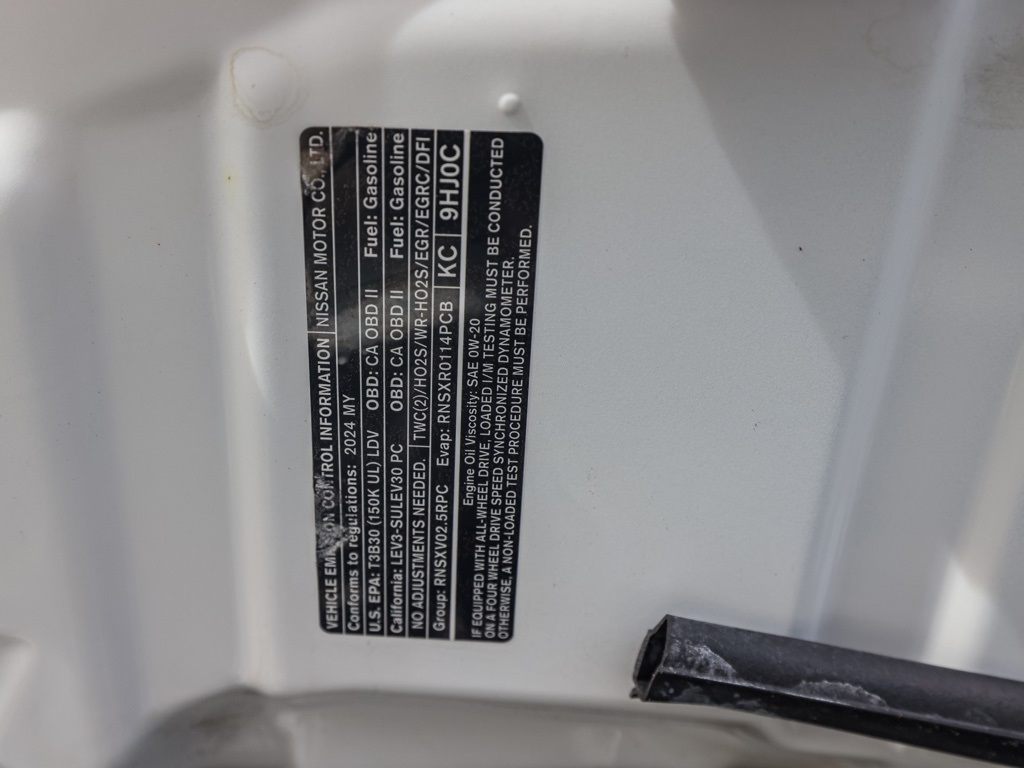 VEHICLE EMISSION CONTROL INFORMATION NISSAN MOTOR CO., LTD.
Conforms to regulations: 2024 MY
U.S. EPA: T3B30 (150K UL) LDV OBD: CA OBD II Fuel: Gasoline
California: LEV3-SULEV30 PC OBD: CA OBD II Fuel: Gasoline
NO ADJUSTMENTS NEEDED. TWC(2)/HO2S/WR-HO2S/EGR/EGRC/DFI
Group: RNSXV02.5RPC Evap: RNSXR0114PCB KC 9HJ0C
Engine Oil Viscosity: SAE 0W-20
IF EQUIPPED WITH ALL-WHEEL DRIVE, LOADED I/M TESTING MUST BE CONDUCTED
ON A FOUR WHEEL DRIVE SPEED SYNCHRONIZED DYNAMOMETER.
OTHERWISE, A NON-LOADED TEST PROCEDURE MUST BE PERFORMED.